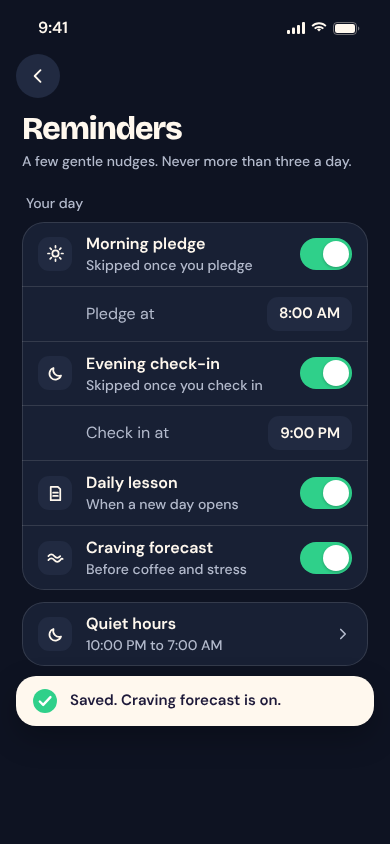 9:41
Reminders
A few gentle nudges. Never more than three a day.
Your day
Morning pledge
Skipped once you pledge
Pledge at
8:00 AM
Evening check-in
Skipped once you check in
Check in at
9:00 PM
Daily lesson
When a new day opens
Craving forecast
Before coffee and stress
Quiet hours
10:00 PM to 7:00 AM
Saved. Craving forecast is on.